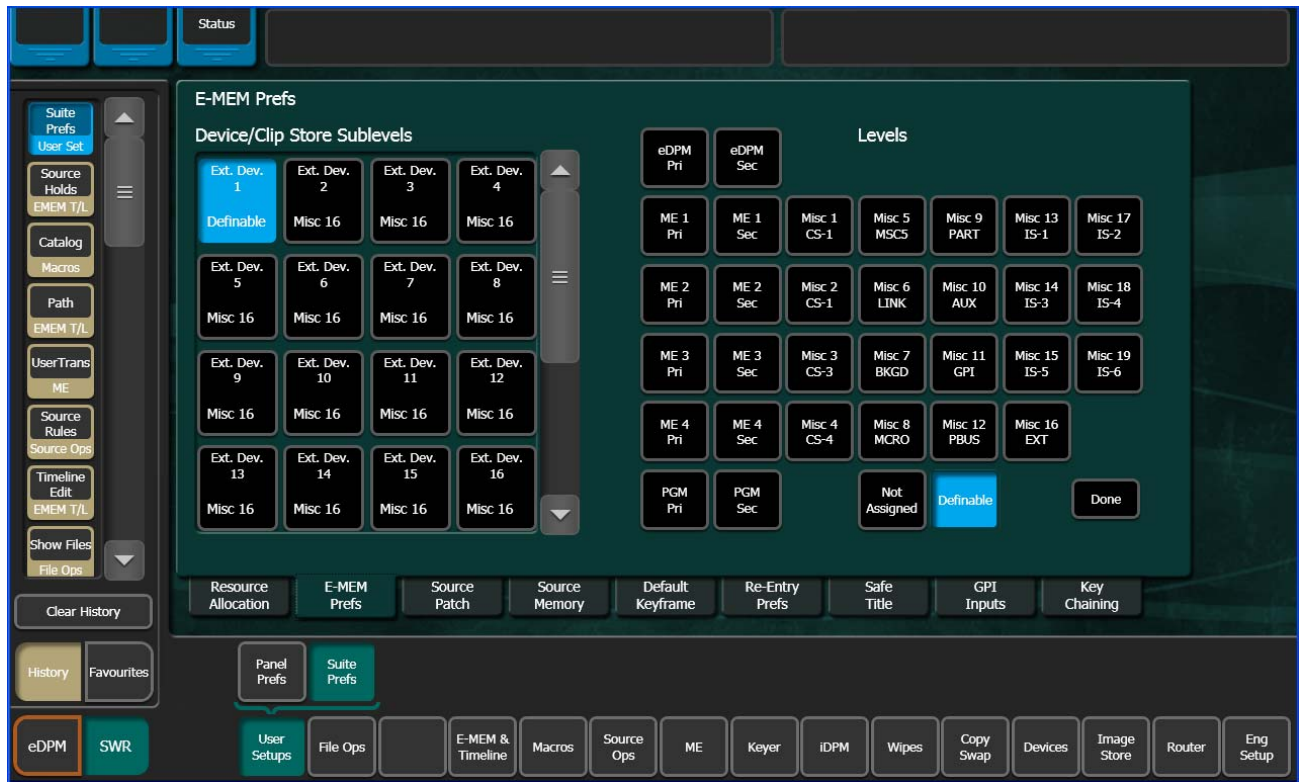 Status
Suite
Prefs
User Set
Source
Holds
EMEM T/L
Catalog
Macros
Path
EMEM T/L
UserTrans
ME
Source
Rules
Source Ops
Timeline
Edit
EMEM T/L
Show Files
File Ops
Clear History
History
Favourites
E-MEM Prefs
Device/Clip Store Sublevels
Ext. Dev.
1
Definable
Ext. Dev.
2
Misc 16
Ext. Dev.
3
Misc 16
Ext. Dev.
4
Misc 16
Ext. Dev.
5
Misc 16
Ext. Dev.
6
Misc 16
Ext. Dev.
7
Misc 16
Ext. Dev.
8
Misc 16
Ext. Dev.
9
Misc 16
Ext. Dev.
10
Misc 16
Ext. Dev.
11
Misc 16
Ext. Dev.
12
Misc 16
Ext. Dev.
13
Misc 16
Ext. Dev.
14
Misc 16
Ext. Dev.
15
Misc 16
Ext. Dev.
16
Misc 16
Levels
eDPM
Pri
eDPM
Sec
ME 1
Pri
ME 1
Sec
Misc 1
CS-1
Misc 5
MSC5
Misc 9
PART
Misc 13
IS-1
Misc 17
IS-2
ME 2
Pri
ME 2
Sec
Misc 2
CS-1
Misc 6
LINK
Misc 10
AUX
Misc 14
IS-3
Misc 18
IS-4
ME 3
Pri
ME 3
Sec
Misc 3
CS-3
Misc 7
BKGD
Misc 11
GPI
Misc 15
IS-5
Misc 19
IS-6
ME 4
Pri
ME 4
Sec
Misc 4
CS-4
Misc 8
MCRO
Misc 12
PBUS
Misc 16
EXT
PGM
Pri
PGM
Sec
Not
Assigned
Definable
Done
Resource
Allocation
E-MEM
Prefs
Source
Patch
Source
Memory
Default
Keyframe
Re-Entry
Prefs
Safe
Title
GPI
Inputs
Key
Chaining
Panel
Prefs
Suite
Prefs
eDPM
SWR
User
Setups
File Ops
E-MEM &
Timeline
Macros
Source
Ops
ME
Keyer
iDPM
Wipes
Copy
Swap
Devices
Image
Store
Router
Eng
Setup